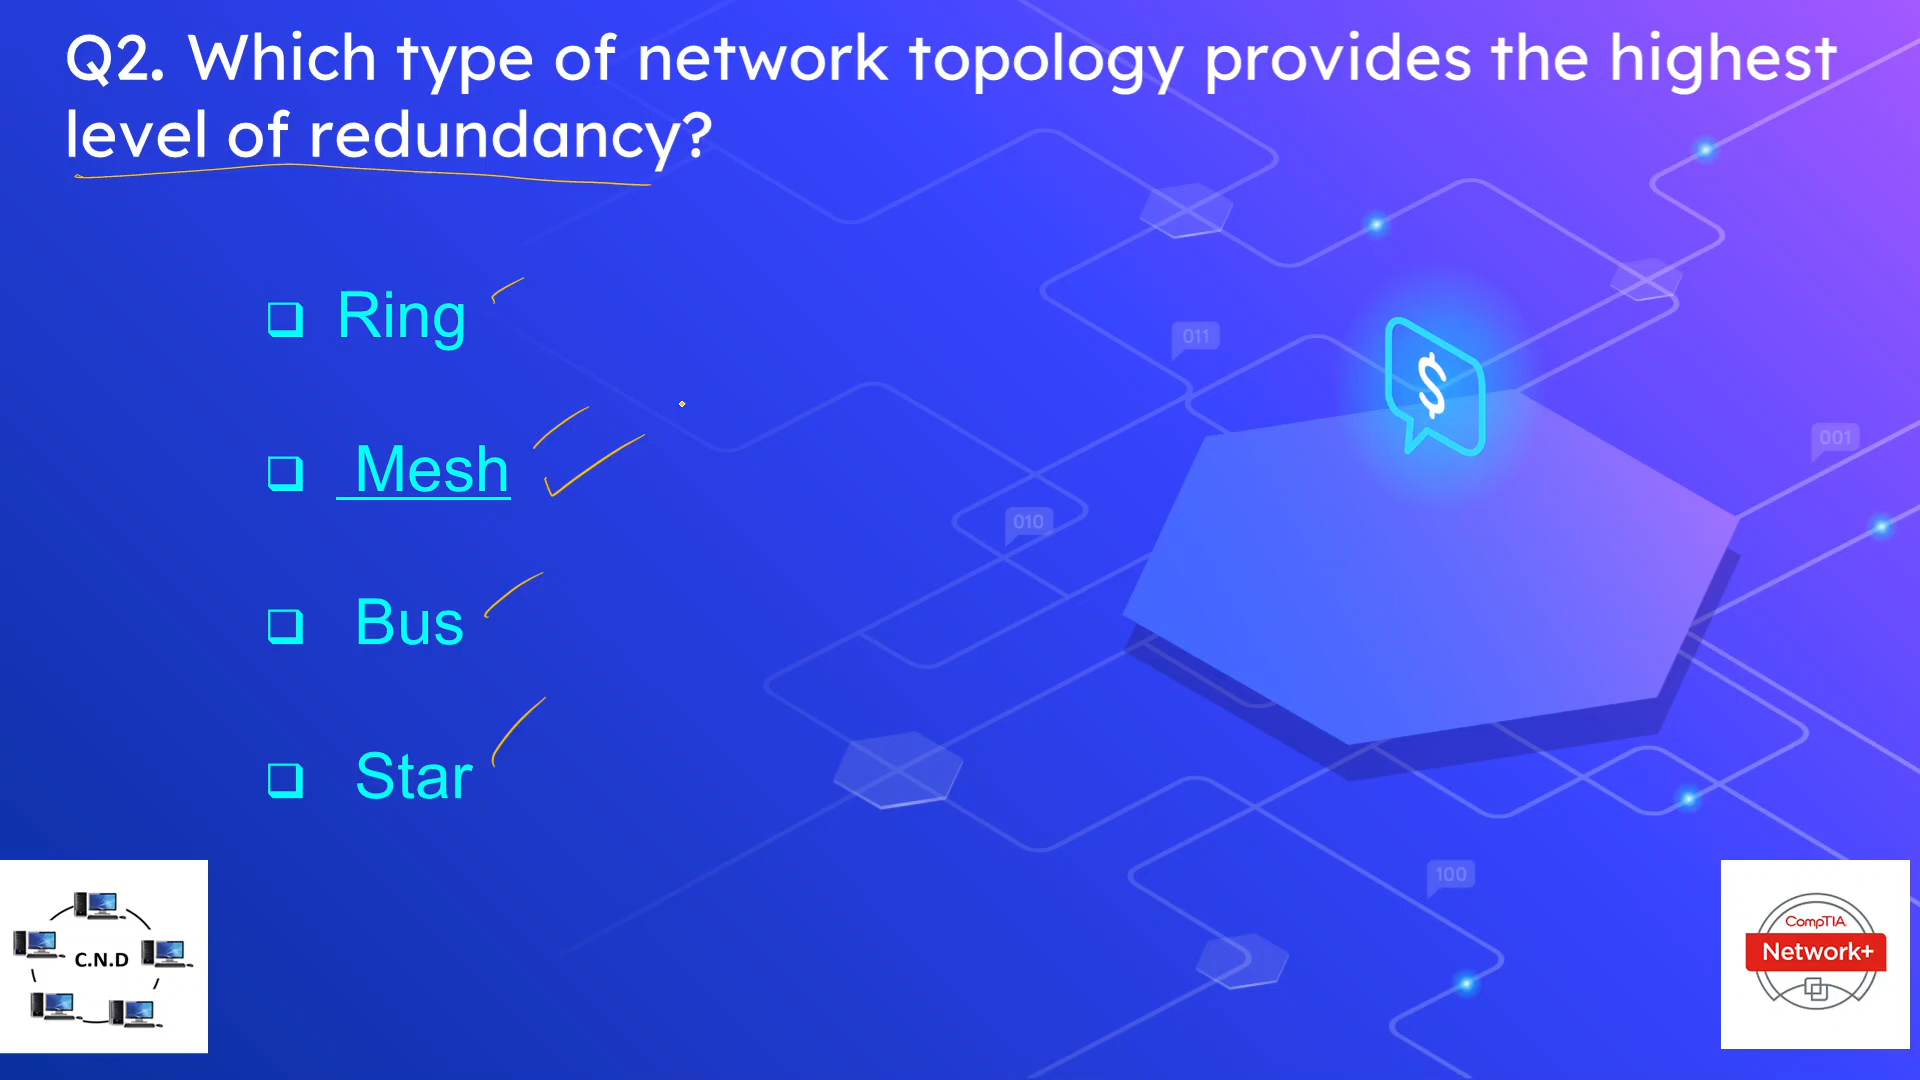 Q2. Which type of network topology provides the highest
level of redundancy?
Ring
Mesh
Bus
Star
$
011
001
010
100
C.N.D
CompTIA
Network+